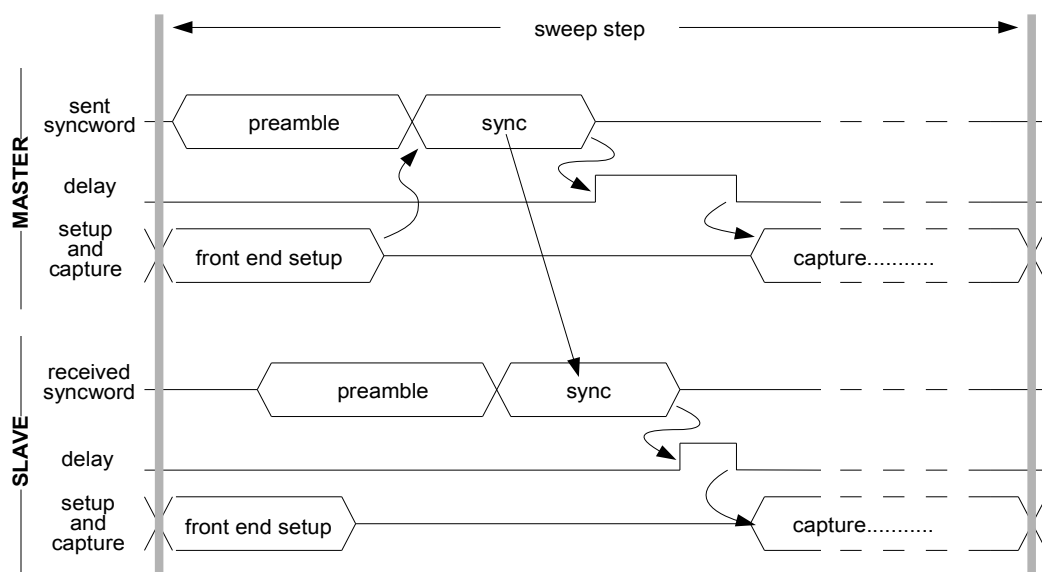 sweep step
MASTER
sent
syncword
preamble
sync
delay
setup
and
capture
front end setup
capture...........
SLAVE
received
syncword
preamble
sync
delay
setup
and
capture
front end setup
capture...........